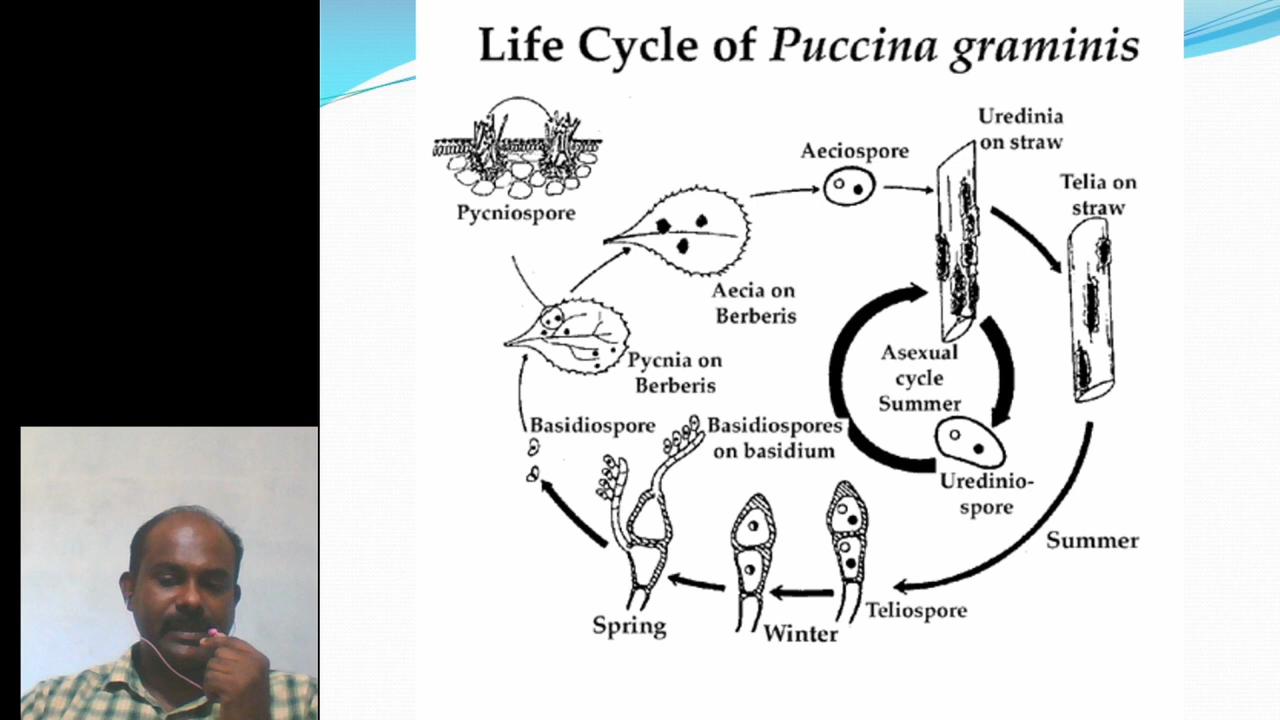 Life Cycle of Puccina graminis
Uredinia
on straw
Aeciospore
Telia on
straw
Pycniospore
Aecia on
Berberis
Asexual
cycle
Summer
Pycnia on
Berberis
Basidiospore
Basidiospores
on basidium
Uredinio-
spore
Summer
Teliospore
Spring
Winter